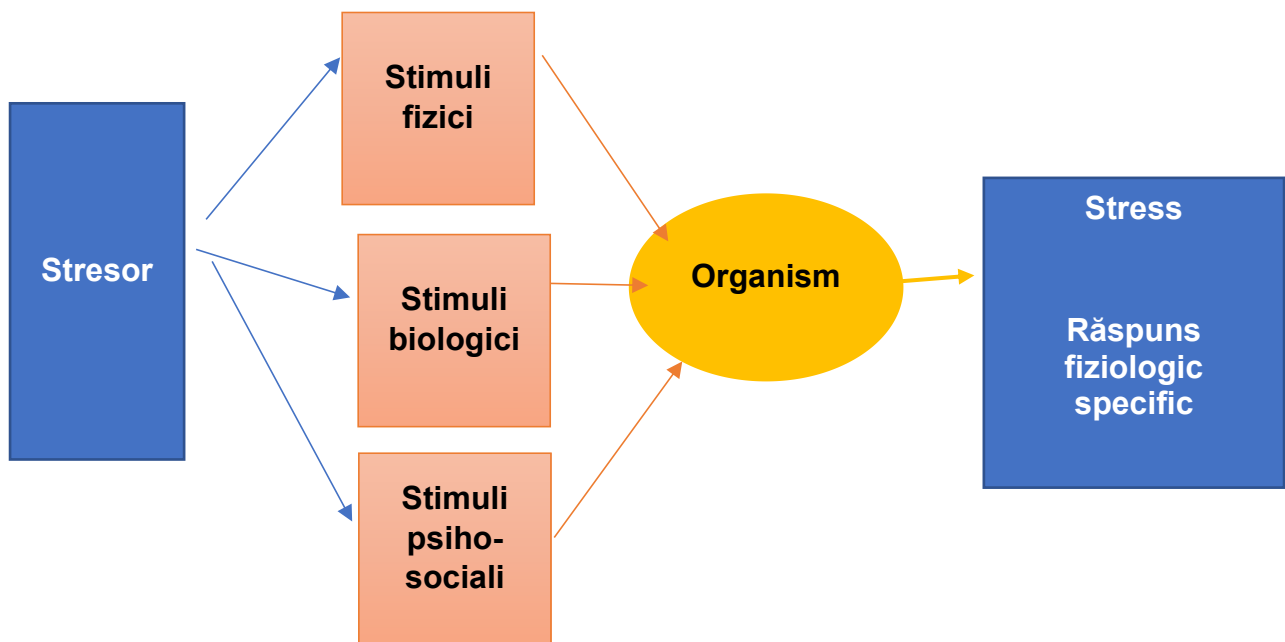 Stresor
Stimuli
fizici
Stimuli
biologici
Stimuli
psiho-
sociali
Organism
Stress
Răspuns
fiziologic
specific